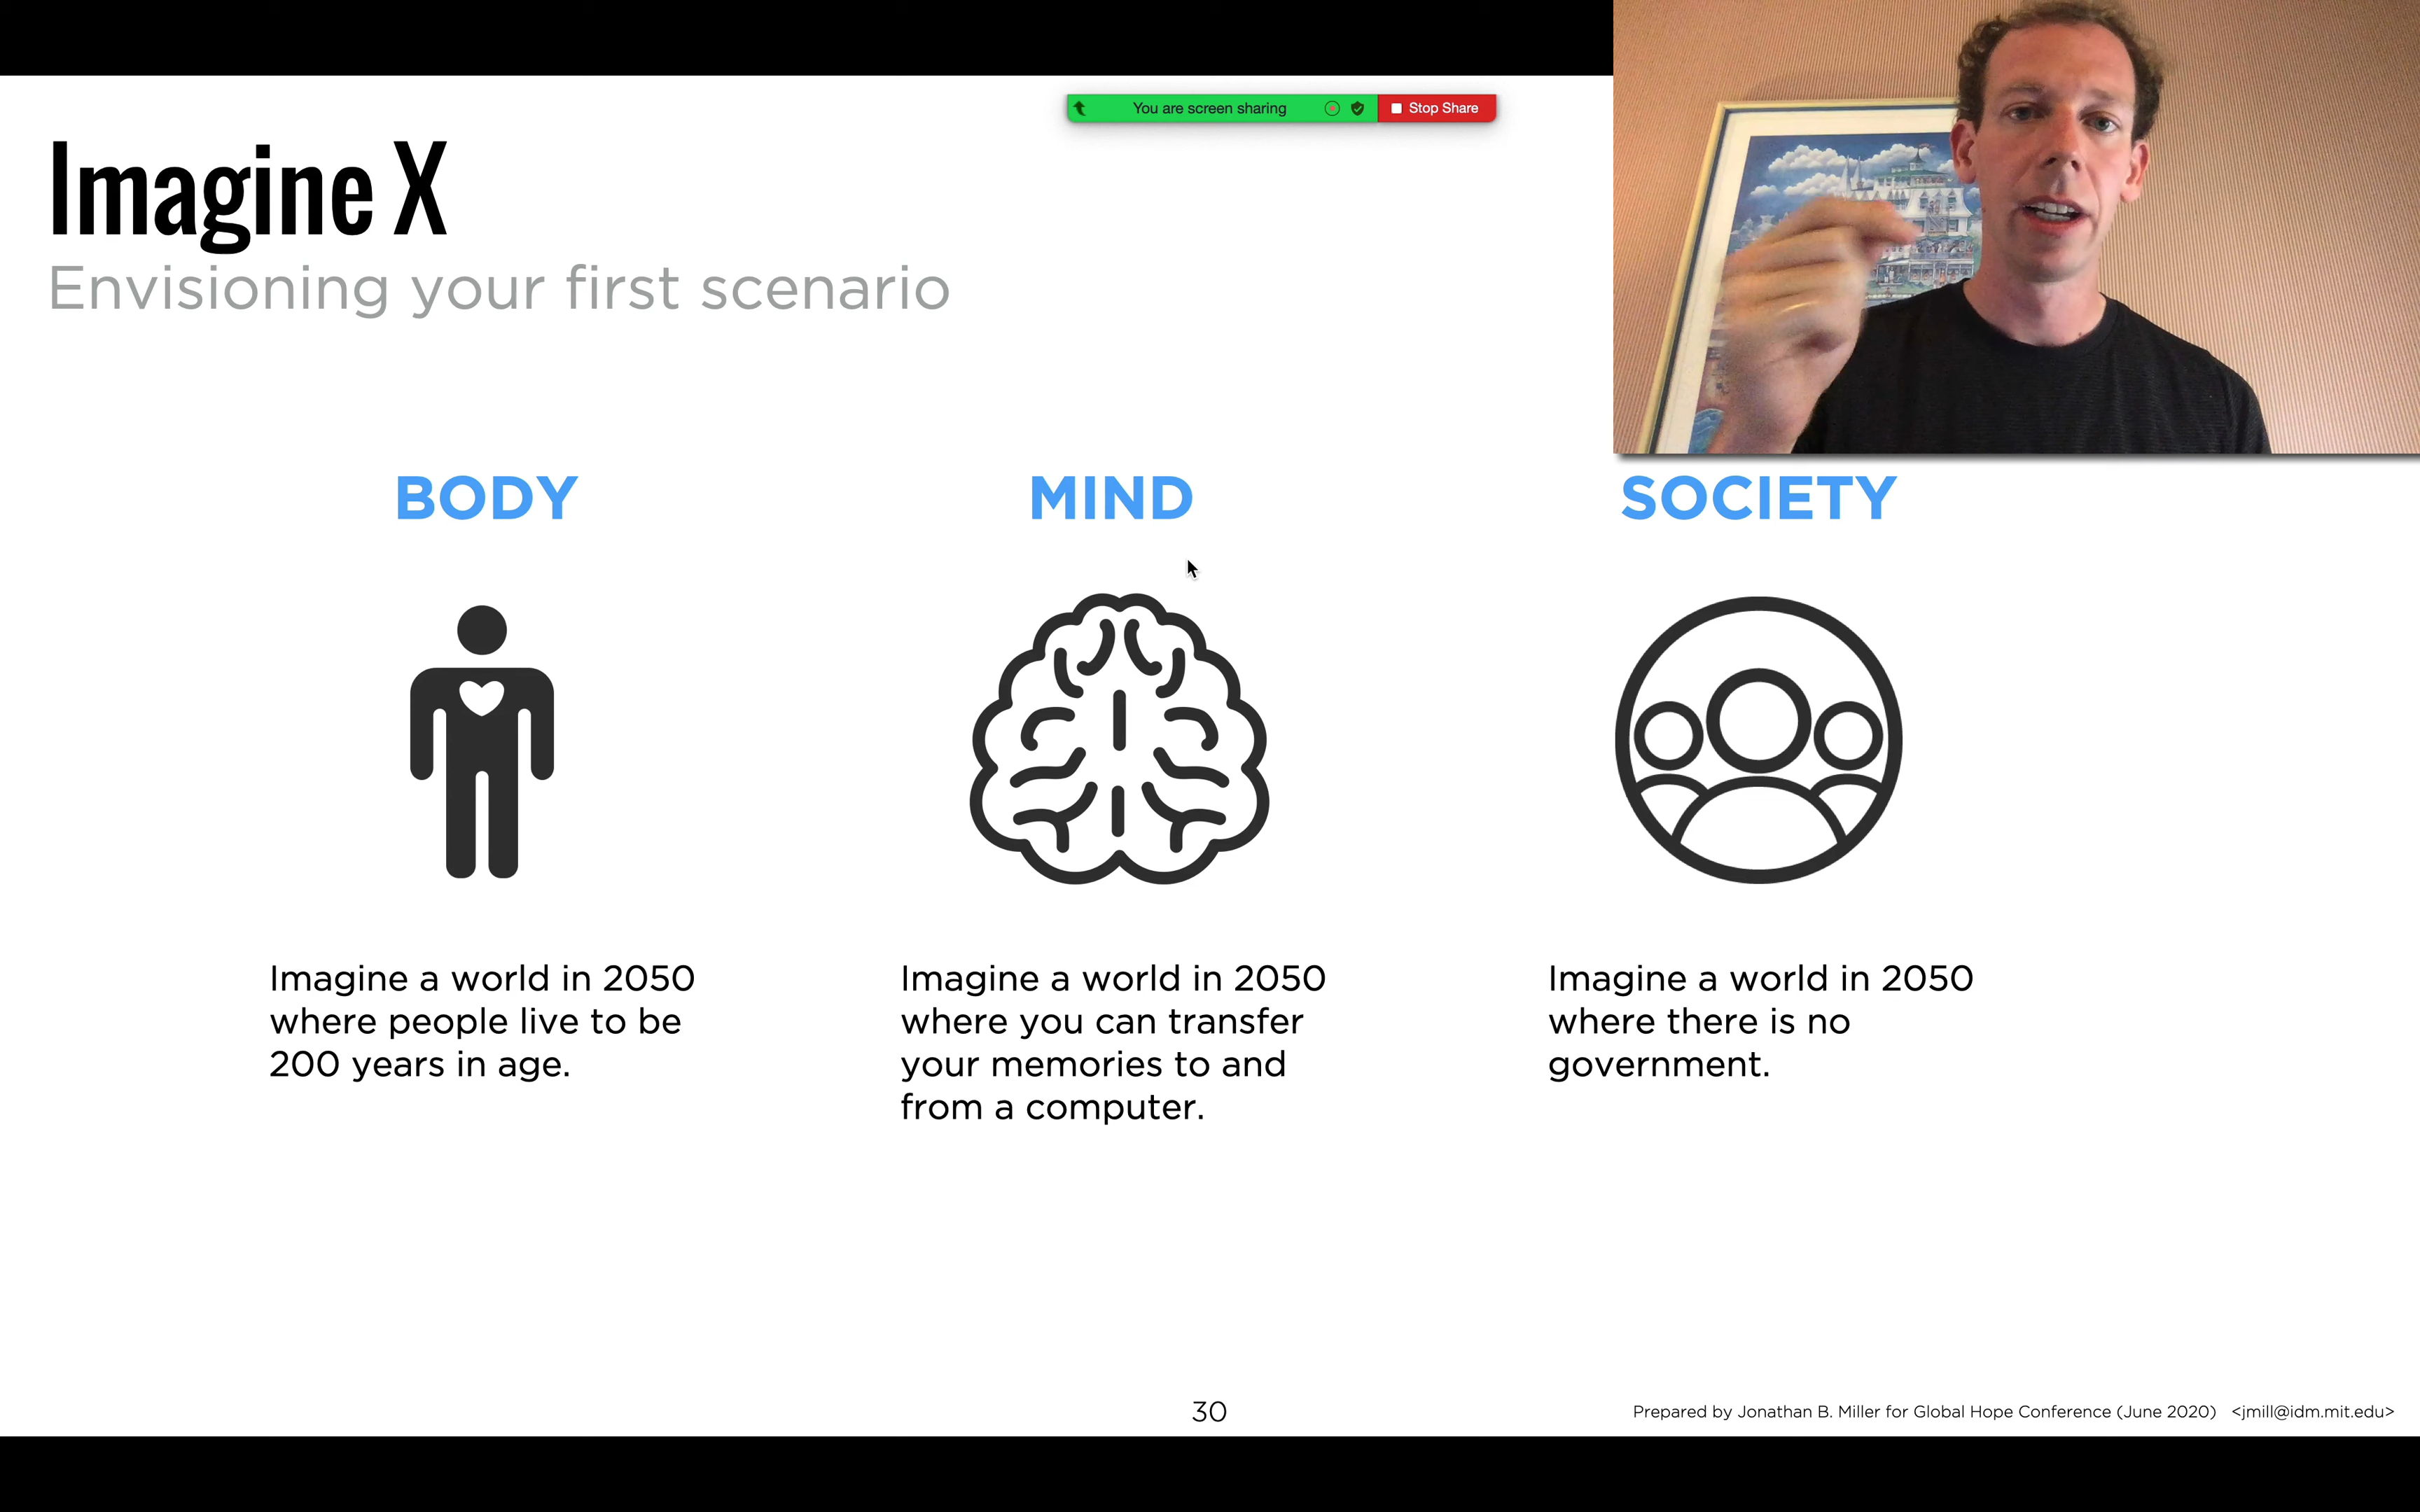 You are screen sharing
Stop Share
Imagine X
Envisioning your first scenario
BODY
MIND
SOCIETY
Imagine a world in 2050
where people live to be
200 years in age.
Imagine a world in 2050
where you can transfer
your memories to and
from a computer.
Imagine a world in 2050
where there is no
government.
30
Prepared by Jonathan B. Miller for Global Hope Conference (June 2020) <jmill@idm.mit.edu>